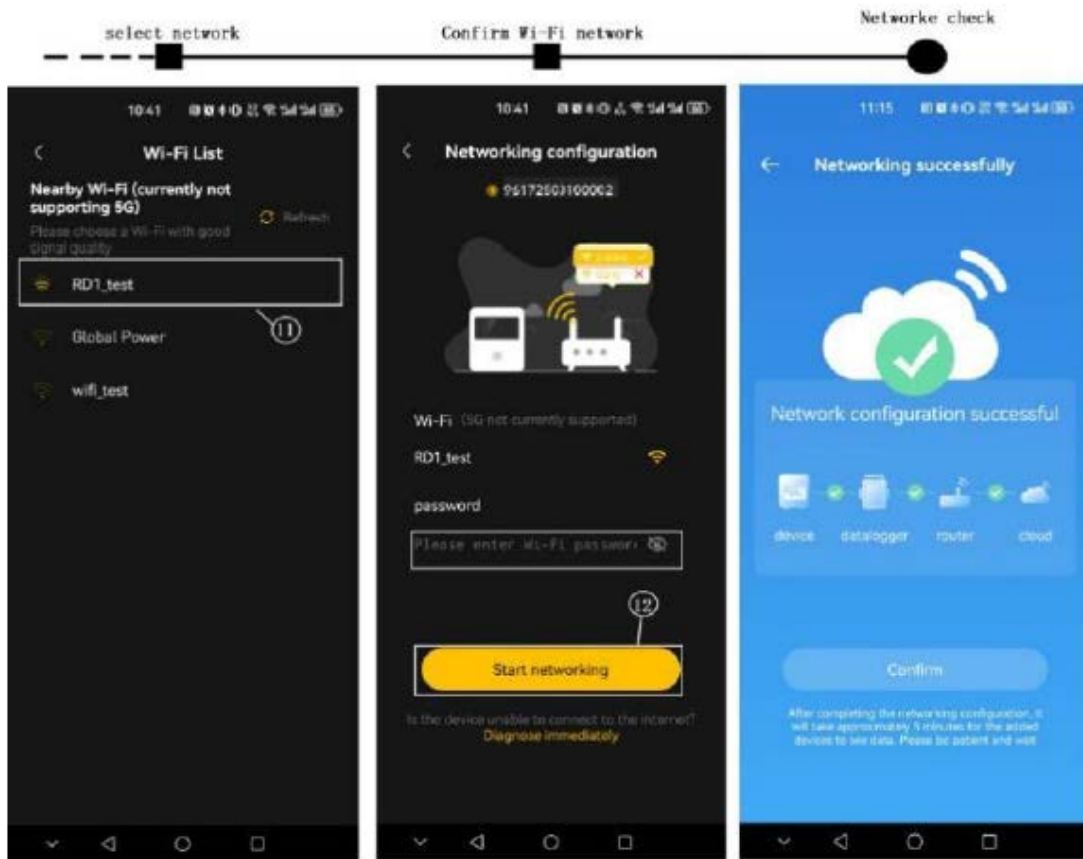 select network
Confirm Wi-Fi network
Networke check
10:41
Wi-Fi List
Nearby Wi-Fi (currently not
supporting 5G)
Refresh
Please choose a Wi-Fi with good
signal quality
RD1_test
11
Global Power
wifi_test
10:41
Networking configuration
96172503100062
Wi-Fi (5G not currently supported)
RD1_test
password
Please enter Wi-Fi passwor
12
Start networking
Is the device unable to connect to the internet?
Diagnose immediately
11:15
Networking successfully
Network configuration successful
device datalogger router cloud
Confirm
After completing the networking configuration, it
will take approximately 5 minutes for the added
devices to see data. Please be patient and wait